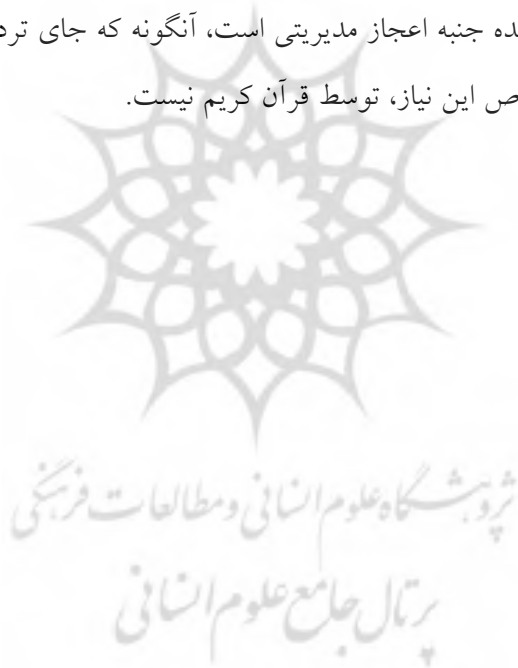 ده جنبه اعجاز مدیریتی است، آنگونه که جای ترد
ص این نیاز، توسط قرآن کریم نیست.
پژوهشگاه علوم انسانی و مطالعات فرهنگی
پرتال جامع علوم انسانی